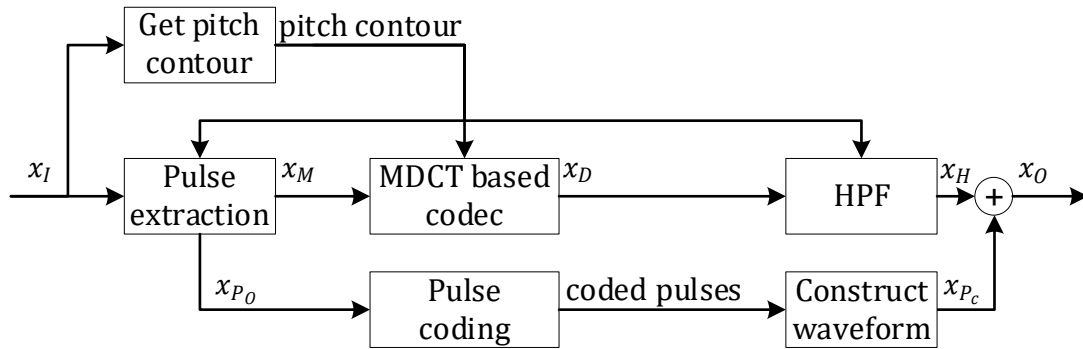 Get pitch
contour
pitch contour
x_I
Pulse
extraction
x_M
MDCT based
codec
x_D
HPF
x_H
+
x_O
x_{P_O}
Pulse
coding
coded pulses
Construct
waveform
x_{P_c}